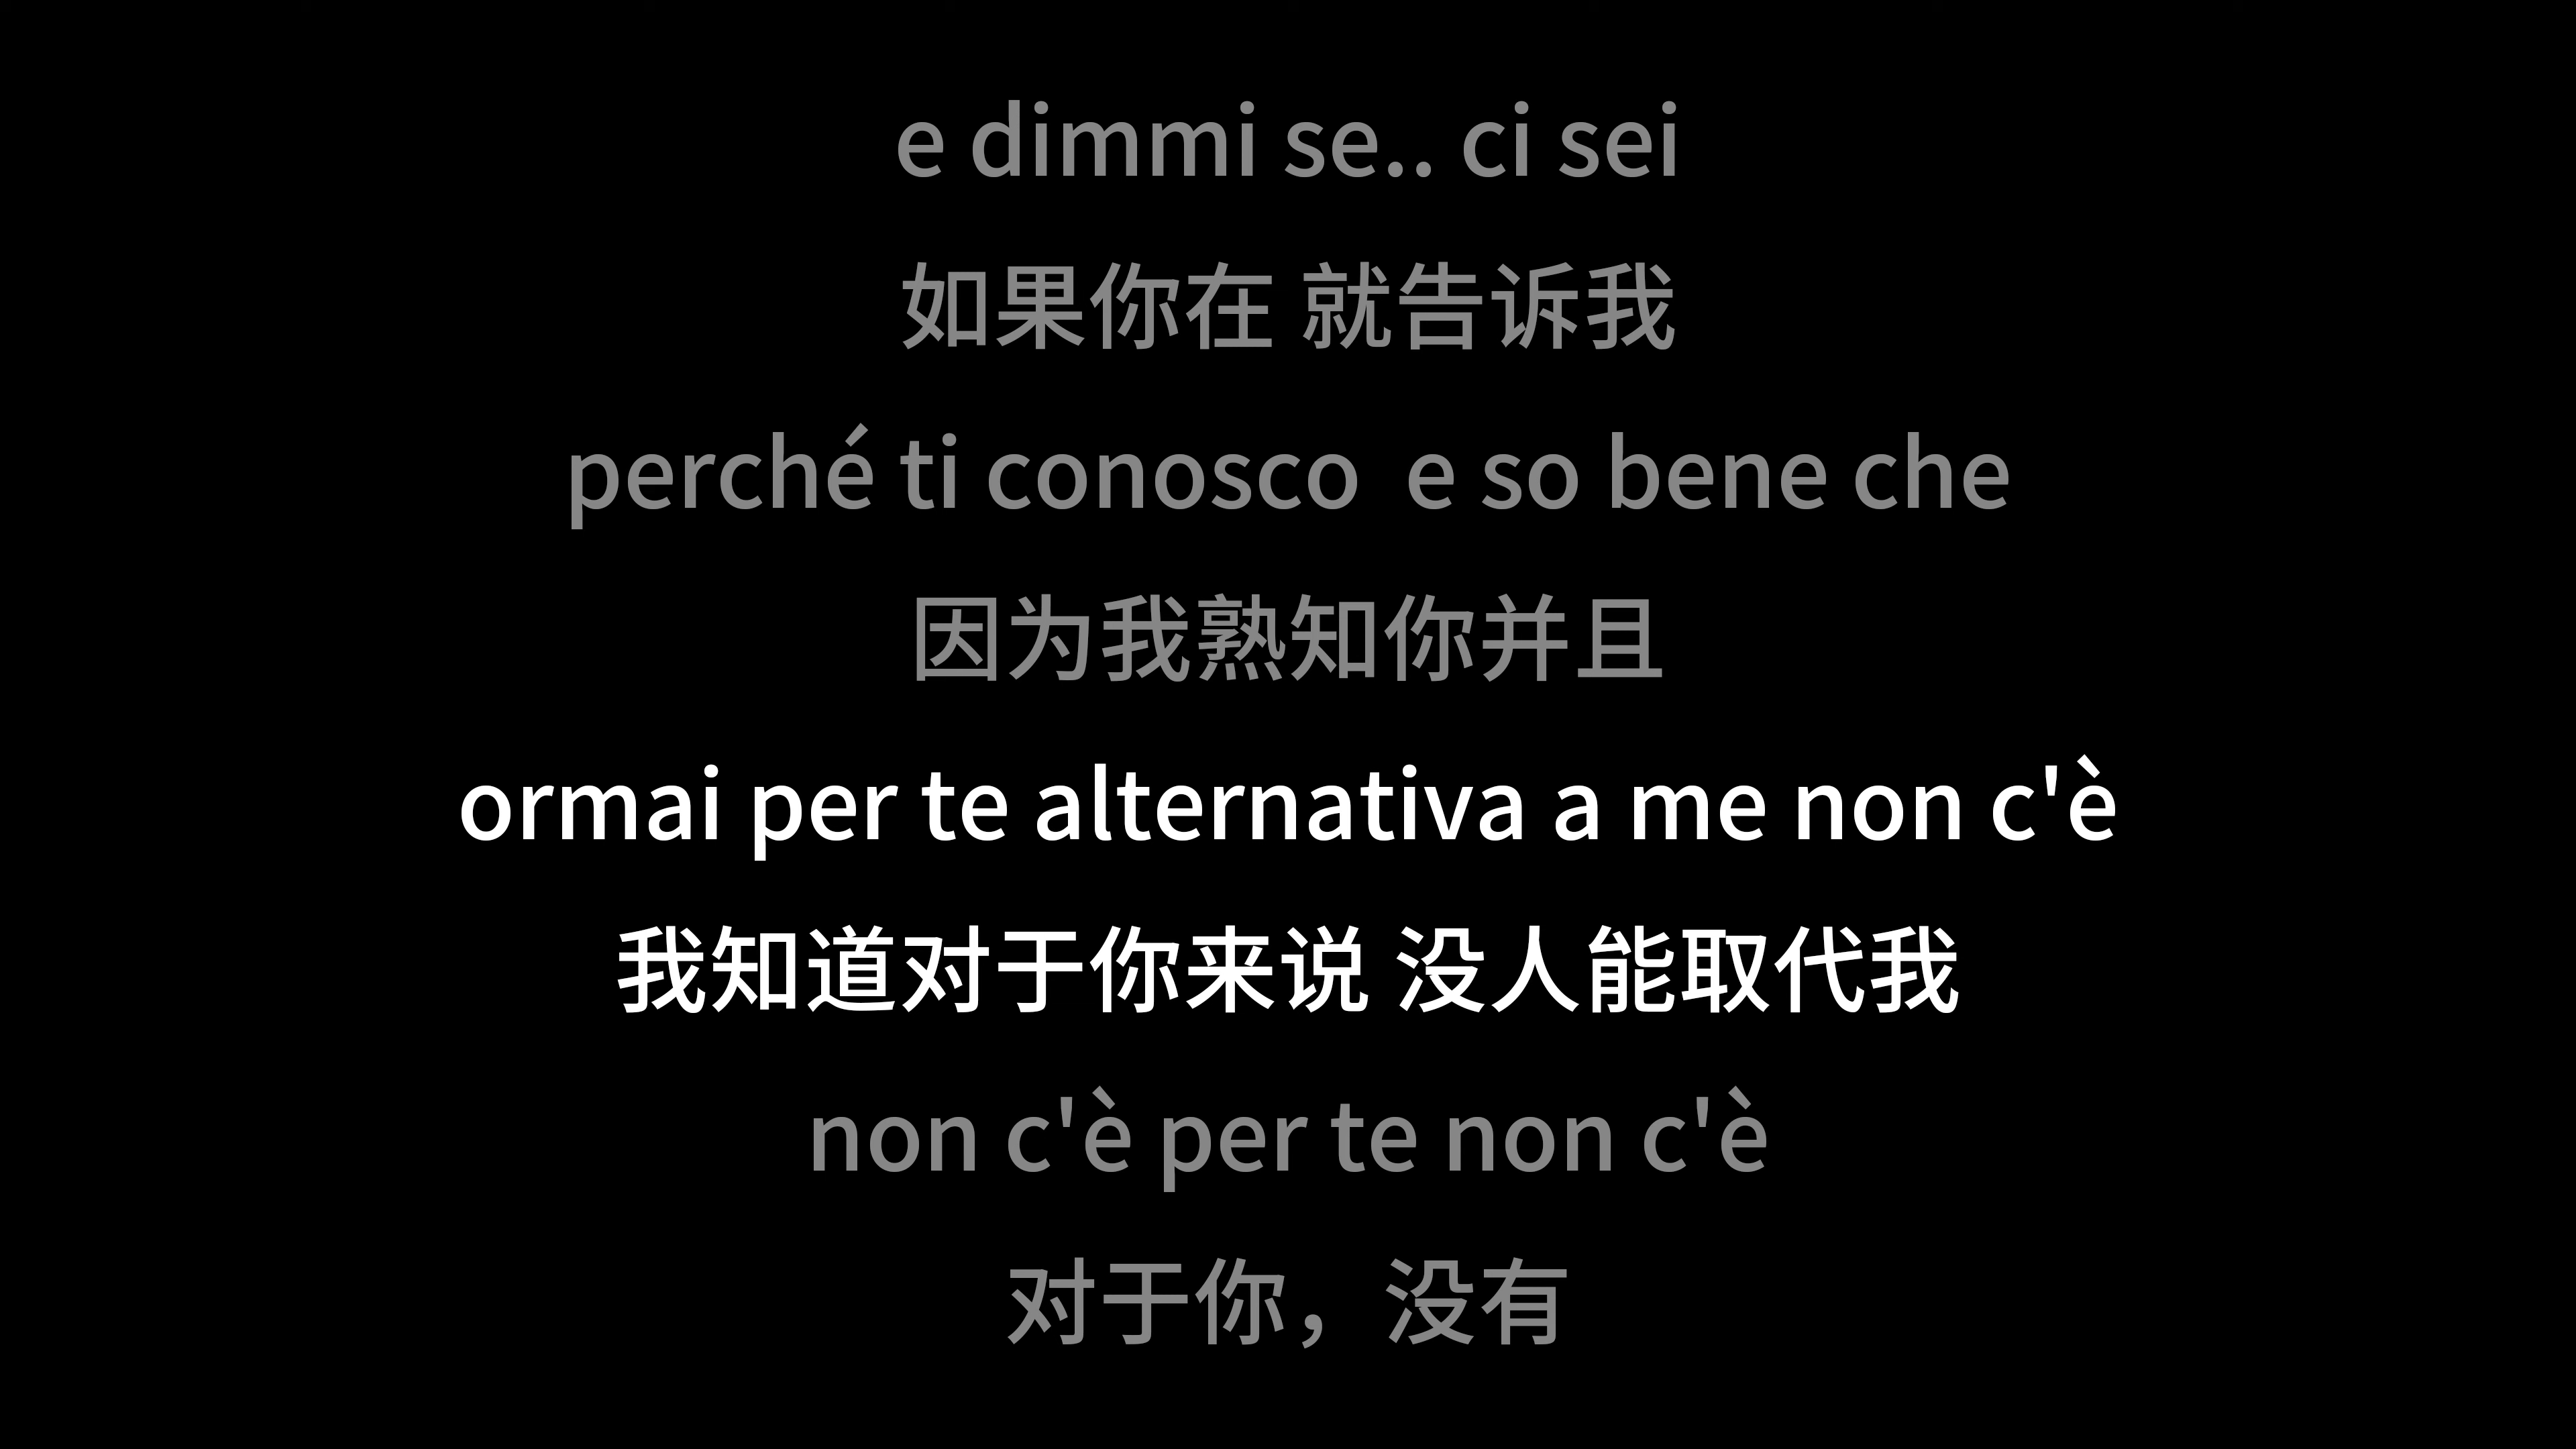 e dimmi se.. ci sei
如果你在 就告诉我
perché ti conosco  e so bene che
因为我熟知你并且
ormai per te alternativa a me non c'è
我知道对于你来说 没人能取代我
non c'è per te non c'è
对于你，没有